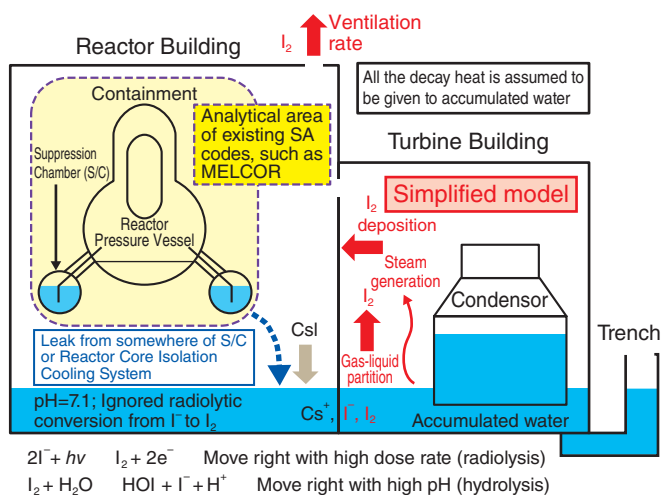 Reactor Building
I₂
Ventilation
rate
All the decay heat is assumed to
be given to accumulated water
Containment
Analytical area
of existing SA
codes, such as
MELCOR
Suppression
Chamber (S/C)
Reactor
Pressure Vessel
Turbine Building
Simplified model
I₂
deposition
Steam
generation
I₂
Gas-liquid
partition
Condensor
Trench
Leak from somewhere of S/C
or Reactor Core Isolation
Cooling System
CsI
pH=7.1; Ignored radiolytic
conversion from I⁻ to I₂
Cs⁺, I⁻, I₂
Accumulated water
2I⁻ + hv I₂ + 2e⁻ Move right with high dose rate (radiolysis)
I₂ + H₂O HOI + I⁻ + H⁺ Move right with high pH (hydrolysis)